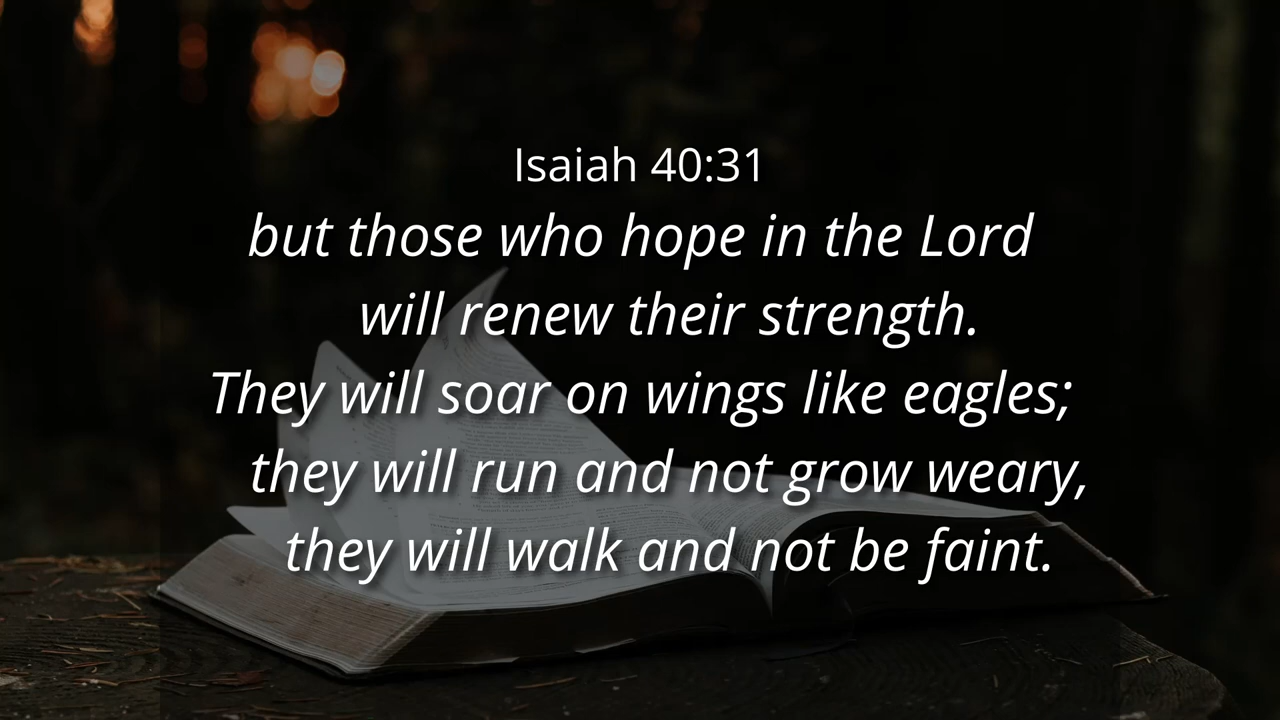 Isaiah 40:31
but those who hope in the Lord
will renew their strength.
They will soar on wings like eagles;
they will run and not grow weary,
they will walk and not be faint.